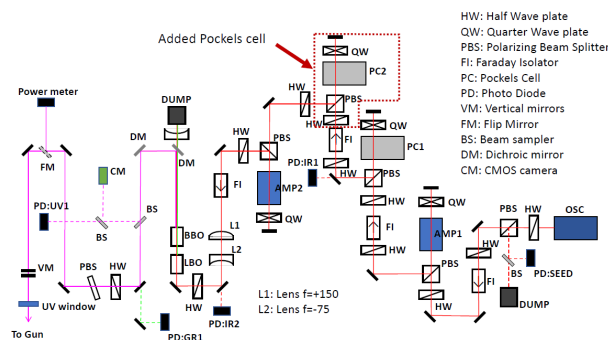 HW: Half Wave plate
QW: Quarter Wave plate
PBS: Polarizing Beam Splitter
FI: Faraday Isolator
PC: Pockels Cell
PD: Photo Diode
VM: Vertical mirrors
FM: Flip Mirror
BS: Beam sampler
DM: Dichroic mirror
CM: CMOS camera
Added Pockels cell
QW
PC2
HW
PBS
HW
QW
PC1
FI
PD:IR1
PBS
HW
HW
FI
HW
Power meter
FM
DUMP
DM
DM
CM
HW
PBS
FI
AMP2
QW
PD:UV1
BS
BS
BBO
LBO
L1
L2
VM
PBS
HW
HW
UV window
To Gun
PD:GR1
PD:IR2
L1: Lens f=+150
L2: Lens f=-75
QW
AMP1
PBS
HW
HW
FI
HW
PBS
HW
OSC
BS
PD:SEED
DUMP